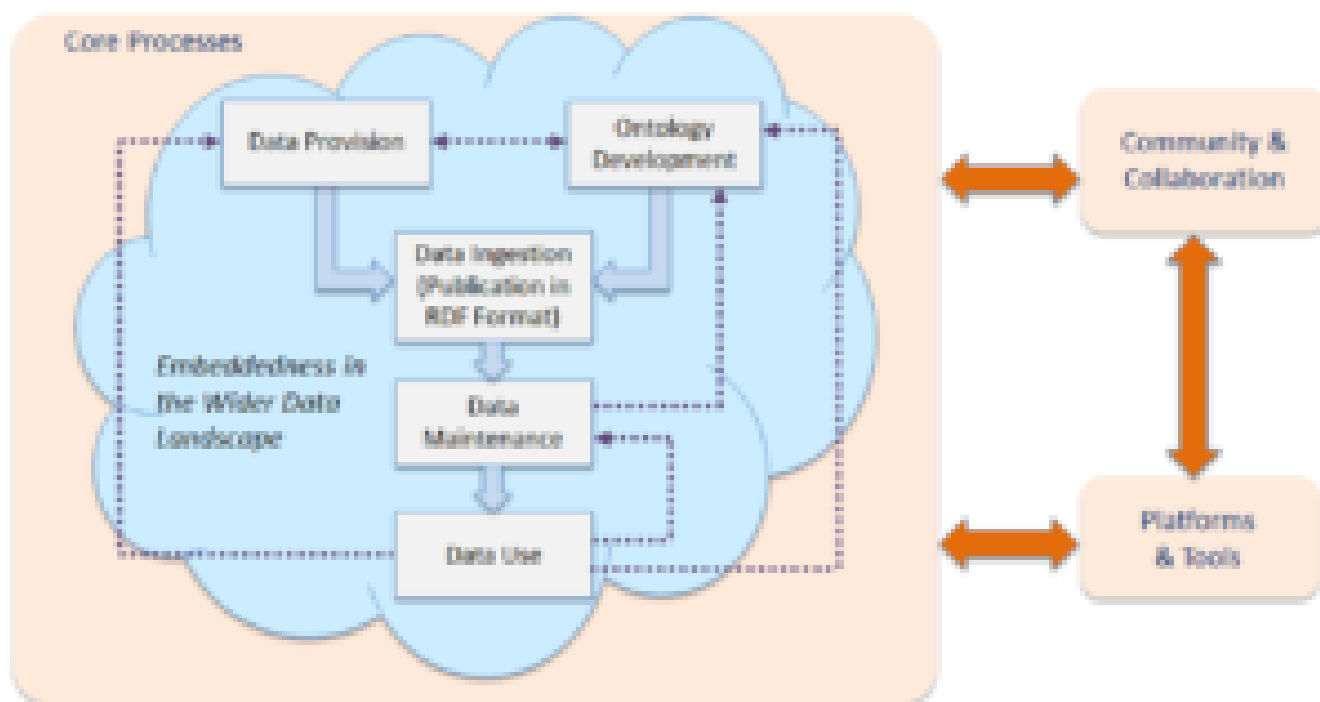 Core Processes
Data Provision
Ontology
Development
Community &
Collaboration
Data Ingestion
(Publication in
RDF Format)
Embeddedness in
the Wider Data
Landscape
Data
Maintenance
Data Use
Platforms
& Tools